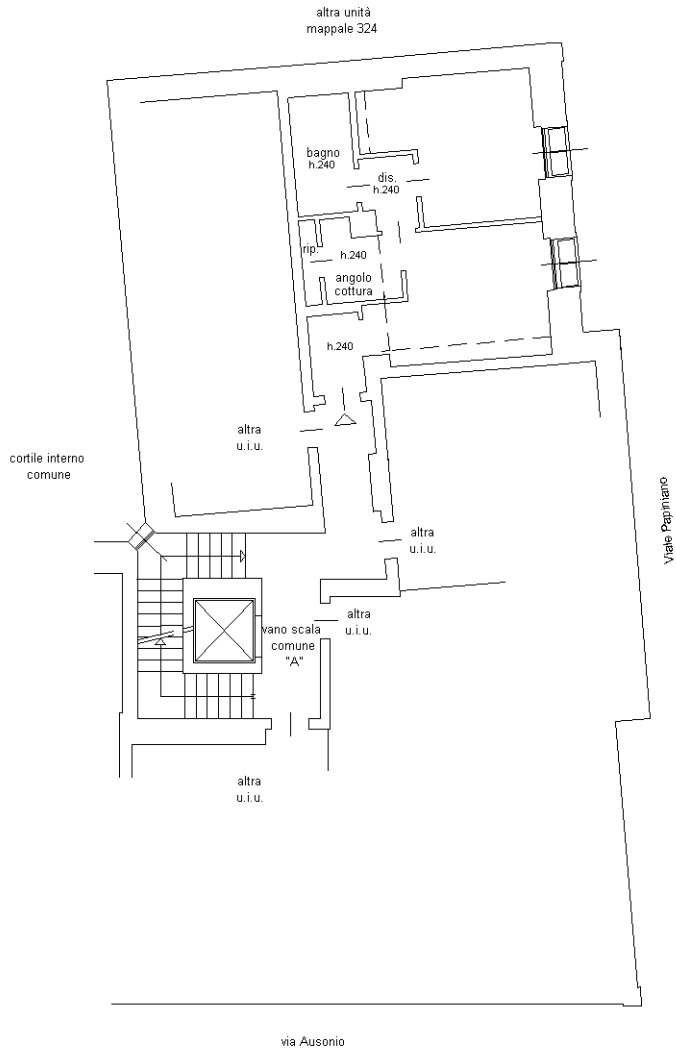 altra unità
mappale 324
bagno
h.240
dis.
h.240
rip.
h.240
angolo
cottura
h.240
altra
u.i.u.
cortile interno
comune
Viale Papiniano
altra
u.i.u.
altra
u.i.u.
vano scala
comune
"A"
altra
u.i.u.
via Ausonio